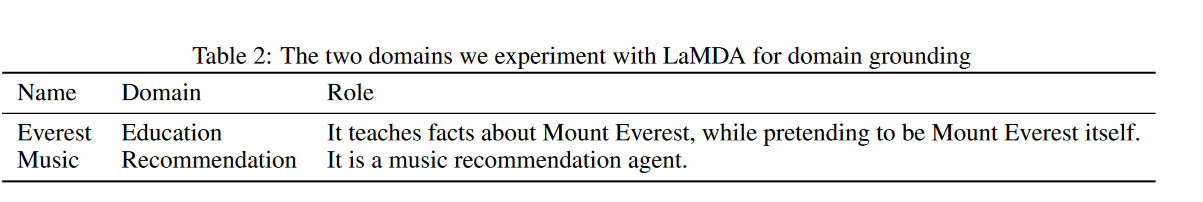 Table 2: The two domains we experiment with LaMDA for domain grounding
Name Domain Role
Everest Education It teaches facts about Mount Everest, while pretending to be Mount Everest itself.
Music Recommendation It is a music recommendation agent.